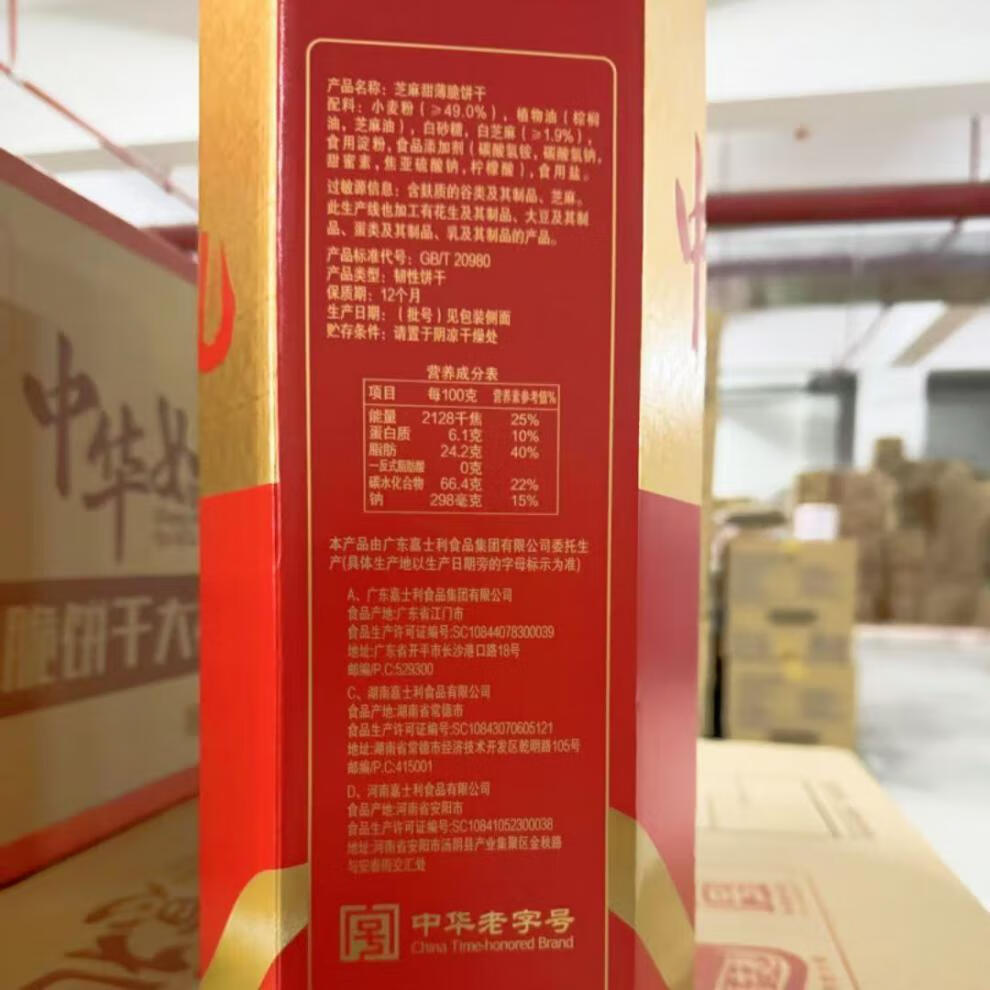 产品名称：芝麻甜薄脆饼干
配料：小麦粉（≥49.0%），植物油（棕榈
油，芝麻油），白砂糖，白芝麻（≥1.9%），
食用淀粉，食品添加剂（碳酸氢铵，碳酸氢钠，
甜蜜素，焦亚硫酸钠，柠檬酸），食用盐。
过敏源信息：含麸质的谷类及其制品、芝麻。
此生产线也加工有花生及其制品、大豆及其制
品、蛋类及其制品、乳及其制品的产品。
产品标准代号：GB/T 20980
产品类型：韧性饼干
保质期：12个月
生产日期：（批号）见包装侧面
贮存条件：请置于阴凉干燥处
营养成分表
项目 每100克 营养素参考值%
能量 2128千焦 25%
蛋白质 6.1克 10%
脂肪 24.2克 40%
—反式脂肪酸 0克
碳水化合物 66.4克 22%
钠 298毫克 15%
本产品由广东嘉士利食品集团有限公司委托生
产(具体生产地以生产日期旁的字母标示为准)
A、广东嘉士利食品集团有限公司
食品产地:广东省江门市
食品生产许可证编号:SC10844078300039
地址:广东省开平市长沙港口路18号
邮编/P.C:529300
C、湖南嘉士利食品有限公司
食品产地:湖南省常德市
食品生产许可证编号:SC10843070605121
地址:湖南省常德市经济技术开发区乾明路105号
邮编/P.C:415001
D、河南嘉士利食品有限公司
食品产地:河南省安阳市
食品生产许可证编号:SC10841052300038
地址:河南省安阳市汤阴县产业集聚区金秋路
与安泰街交汇处
中华老字号
China Time-honored Brand
中华
脆饼干大
中